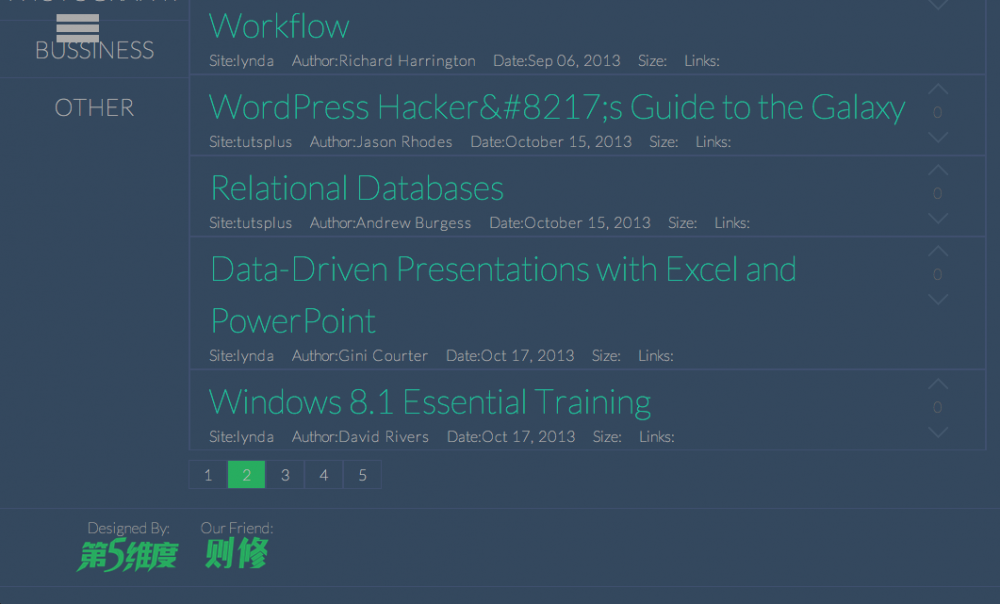 PHOTOGRAPHY
BUSSINESS
OTHER
Workflow
Site:lynda Author:Richard Harrington Date:Sep 06, 2013 Size: Links:
WordPress Hacker&#8217;s Guide to the Galaxy
0
Site:tutsplus Author:Jason Rhodes Date:October 15, 2013 Size: Links:
Relational Databases
0
Site:tutsplus Author:Andrew Burgess Date:October 15, 2013 Size: Links:
Data-Driven Presentations with Excel and
0
PowerPoint
Site:lynda Author:Gini Courter Date:Oct 17, 2013 Size: Links:
Windows 8.1 Essential Training
0
Site:lynda Author:David Rivers Date:Oct 17, 2013 Size: Links:
1 2 3 4 5
Designed By: Our Friend:
第5维度 则修